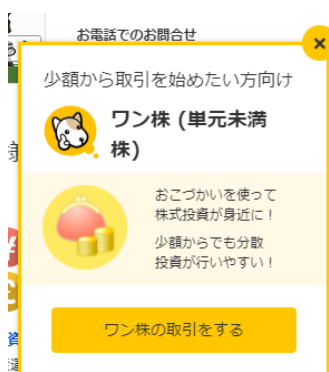 お電話でのお問合せ
×
少額から取引を始めたい方向け
ワン株 (単元未満
株)
おこづかいを使って
株式投資が身近に！
少額からでも分散
投資が行いやすい！
ワン株の取引をする